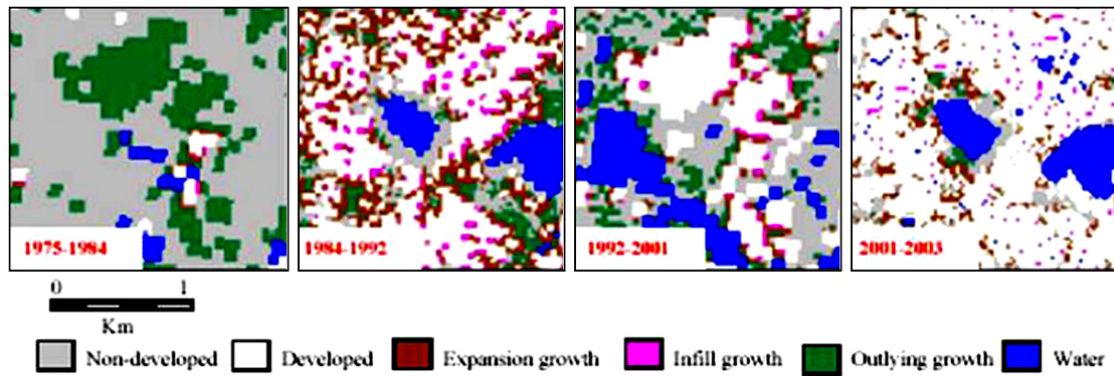 1975-1984 1984-1992 1992-2001 2001-2003
0 1
Km
Non-developed Developed Expansion growth Infill growth Outlying growth Water